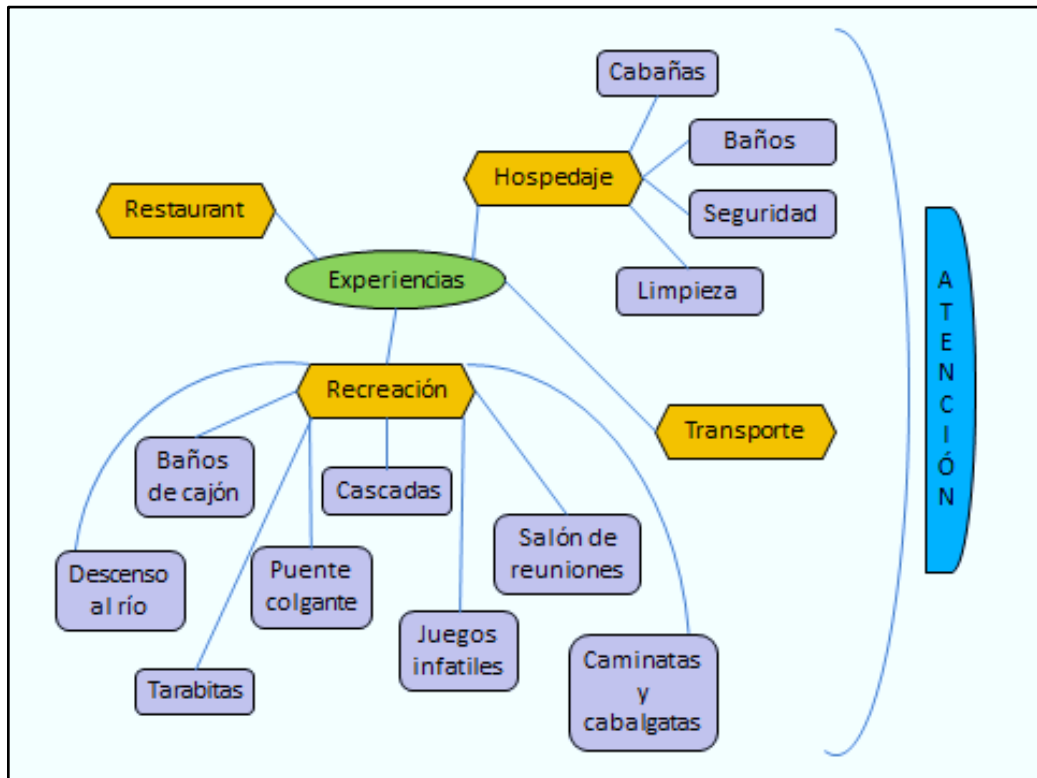 Cabañas
Baños
Hospedaje
Restaurant
Seguridad
Experiencias
Limpieza
ATENCIÓN
Recreación
Transporte
Baños
de cajón
Cascadas
Salón de
reuniones
Descenso
al río
Puente
colgante
Juegos
infatiles
Caminatas
y
cabalgatas
Tarabitas